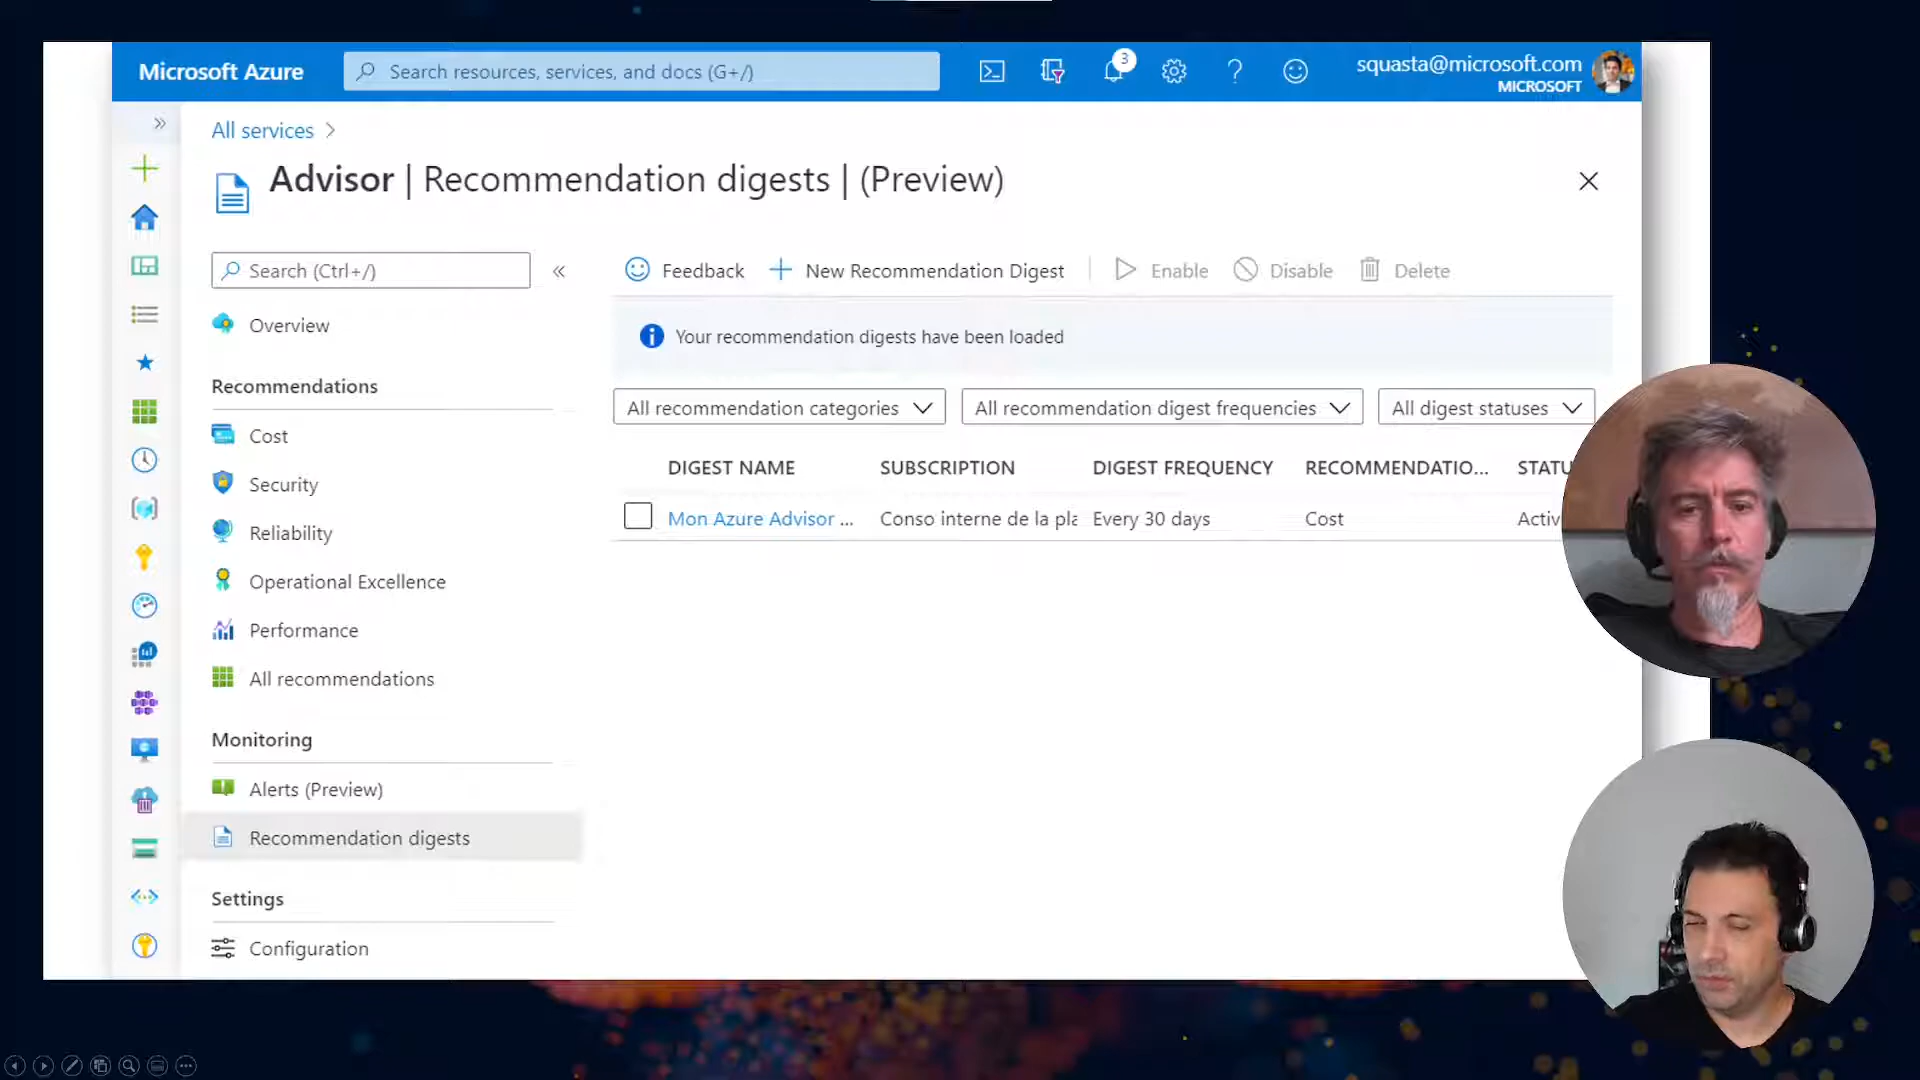 Microsoft Azure
Search resources, services, and docs (G+/)
3
squasta@microsoft.com
MICROSOFT
All services
Advisor | Recommendation digests | (Preview)
Search (Ctrl+/)
Feedback
New Recommendation Digest
Enable
Disable
Delete
Overview
Your recommendation digests have been loaded
Recommendations
All recommendation categories
All recommendation digest frequencies
All digest statuses
Cost
DIGEST NAME
SUBSCRIPTION
DIGEST FREQUENCY
RECOMMENDATIO...
STATU
Security
Mon Azure Advisor ...
Conso interne de la pla
Every 30 days
Cost
Activ
Reliability
Operational Excellence
Performance
All recommendations
Monitoring
Alerts (Preview)
Recommendation digests
Settings
Configuration